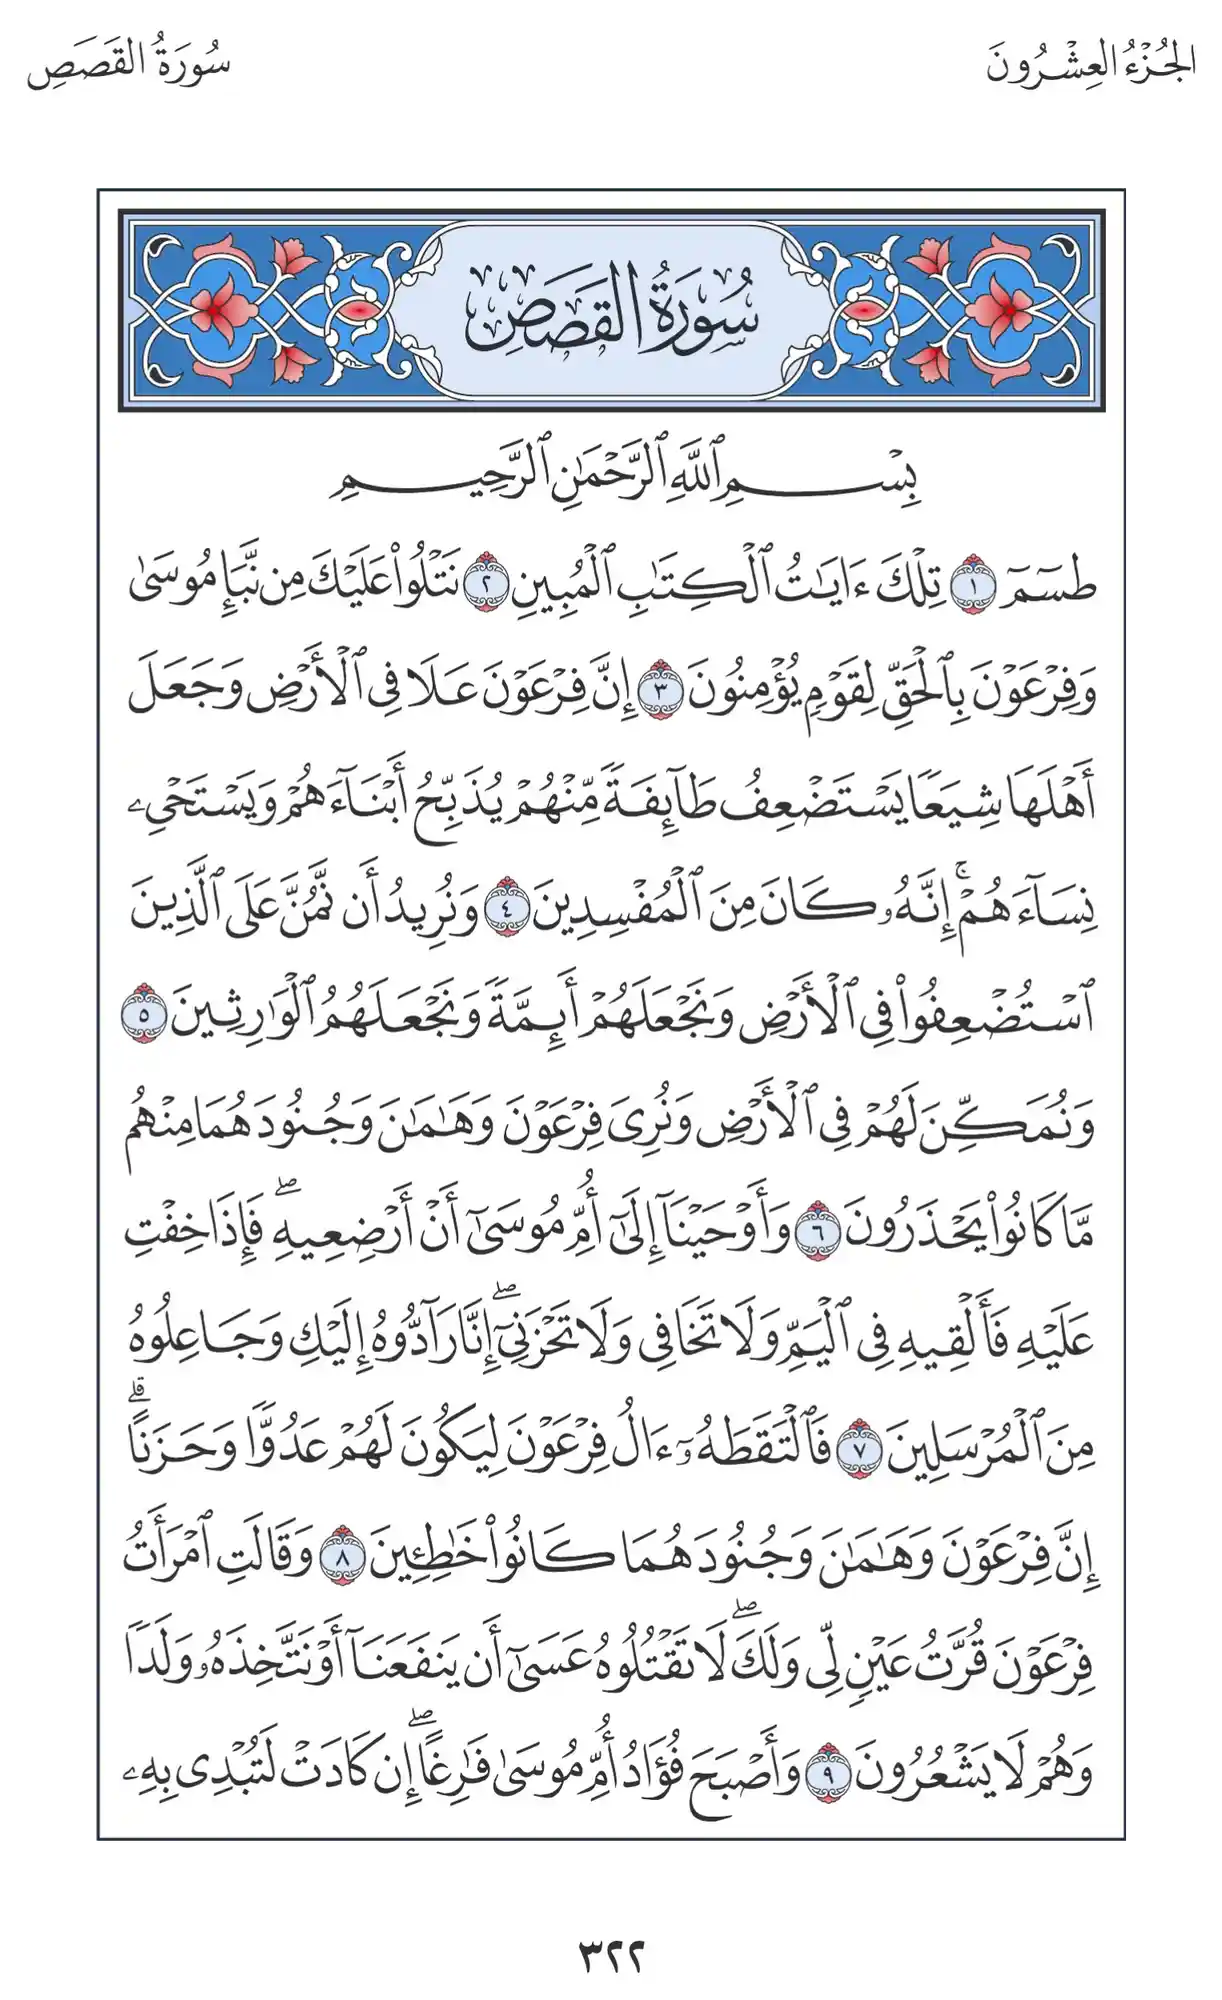 الجُزْءُ العِشْرُونَ
سُورَةُ القَصَصِ
سُورَةُ القَصَصِ
بِسْمِ ٱللَّهِ ٱلرَّحْمَٰنِ ٱلرَّحِيمِ
طسٓمٓ ١ تِلْكَ ءَايَٰتُ ٱلْكِتَٰبِ ٱلْمُبِينِ ٢ نَتْلُوا۟ عَلَيْكَ مِن نَّبَإِ مُوسَىٰ
وَفِرْعَوْنَ بِٱلْحَقِّ لِقَوْمٍ يُؤْمِنُونَ ٣ إِنَّ فِرْعَوْنَ عَلَا فِى ٱلْأَرْضِ وَجَعَلَ
أَهْلَهَا شِيَعًا يَسْتَضْعِفُ طَآئِفَةً مِّنْهُمْ يُذَبِّحُ أَبْنَآءَهُمْ وَيَسْتَحْىِۦ
نِسَآءَهُمْ ۚ إِنَّهُۥ كَانَ مِنَ ٱلْمُفْسِدِينَ ٤ وَنُرِيدُ أَن نَّمُنَّ عَلَى ٱلَّذِينَ
ٱسْتُضْعِفُوا۟ فِى ٱلْأَرْضِ وَنَجْعَلَهُمْ أَئِمَّةً وَنَجْعَلَهُمُ ٱلْوَٰرِثِينَ ٥
وَنُمَكِّنَ لَهُمْ فِى ٱلْأَرْضِ وَنُرِىَ فِرْعَوْنَ وَهَٰمَٰنَ وَجُنُودَهُمَا مِنْهُم
مَّا كَانُوا۟ يَحْذَرُونَ ٦ وَأَوْحَيْنَآ إِلَىٰٓ أُمِّ مُوسَىٰٓ أَنْ أَرْضِعِيهِ ۖ فَإِذَا خِفْتِ
عَلَيْهِ فَأَلْقِيهِ فِى ٱلْيَمِّ وَلَا تَخَافِى وَلَا تَحْزَنِىٓ ۖ إِنَّا رَآدُّوهُ إِلَيْكِ وَجَاعِلُوهُ
مِنَ ٱلْمُرْسَلِينَ ٧ فَٱلْتَقَطَهُۥٓ ءَالُ فِرْعَوْنَ لِيَكُونَ لَهُمْ عَدُوًّا وَحَزَنًا ۗ
إِنَّ فِرْعَوْنَ وَهَٰمَٰنَ وَجُنُودَهُمَا كَانُوا۟ خَٰطِـِٔينَ ٨ وَقَالَتِ ٱمْرَأَتُ
فِرْعَوْنَ قُرَّتُ عَيْنٍ لِّى وَلَكَ ۖ لَا تَقْتُلُوهُ عَسَىٰٓ أَن يَنفَعَنَآ أَوْ نَتَّخِذَهُۥ وَلَدًا
وَهُمْ لَا يَشْعُرُونَ ٩ وَأَصْبَحَ فُؤَادُ أُمِّ مُوسَىٰ فَٰرِغًا ۖ إِن كَادَتْ لَتُبْدِى بِهِۦ
٣٢٢